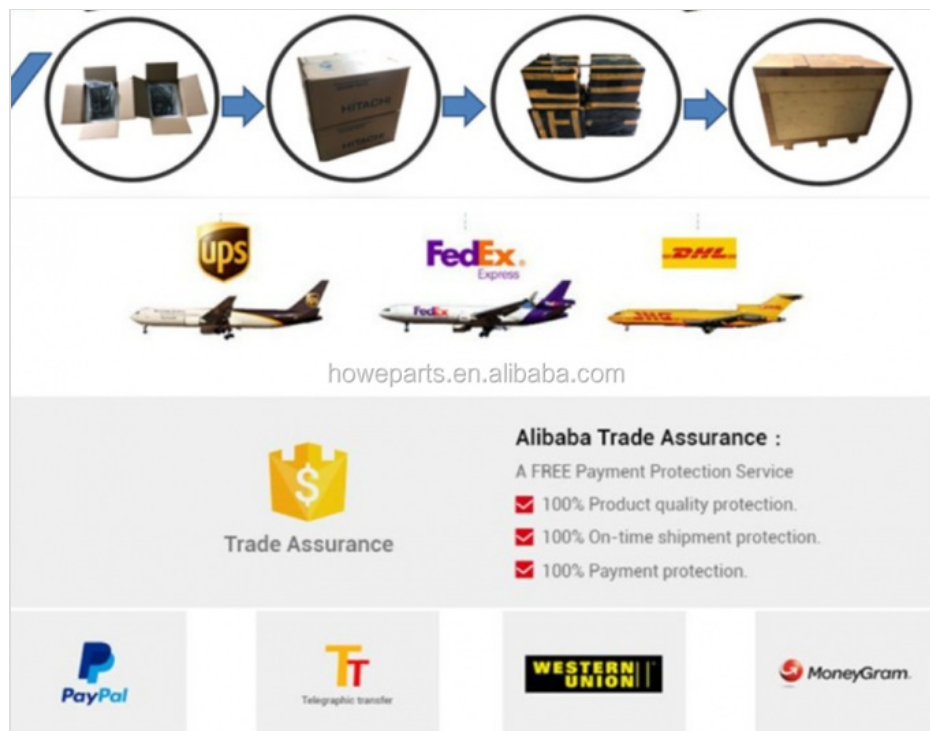 HITACHI
HITACHI
ups
FedEx®
Express
DHL
FedEx
howeparts.en.alibaba.com
Alibaba Trade Assurance :
A FREE Payment Protection Service
100% Product quality protection.
100% On-time shipment protection.
100% Payment protection.
$
Trade Assurance
PayPal
TT
Telegraphic transfer
WESTERN
UNION
MoneyGram.